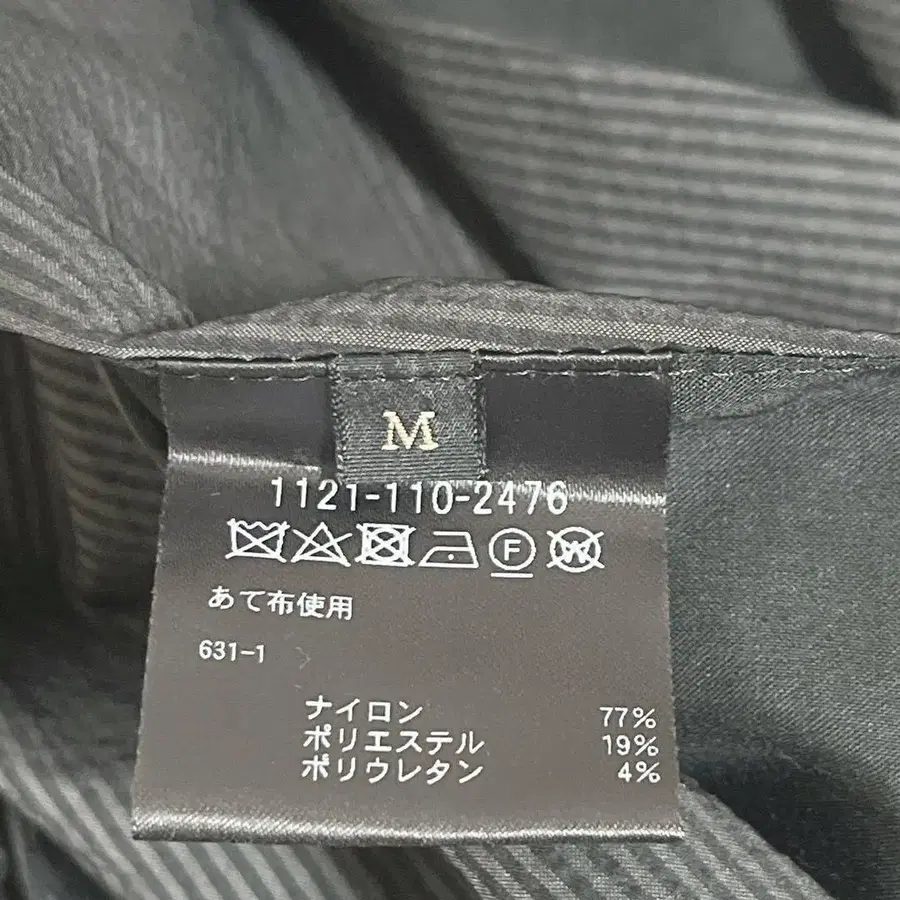 M
1121-110-2476
F W
あて布使用
631-1
ナイロン 77%
ポリエステル 19%
ポリウレタン 4%